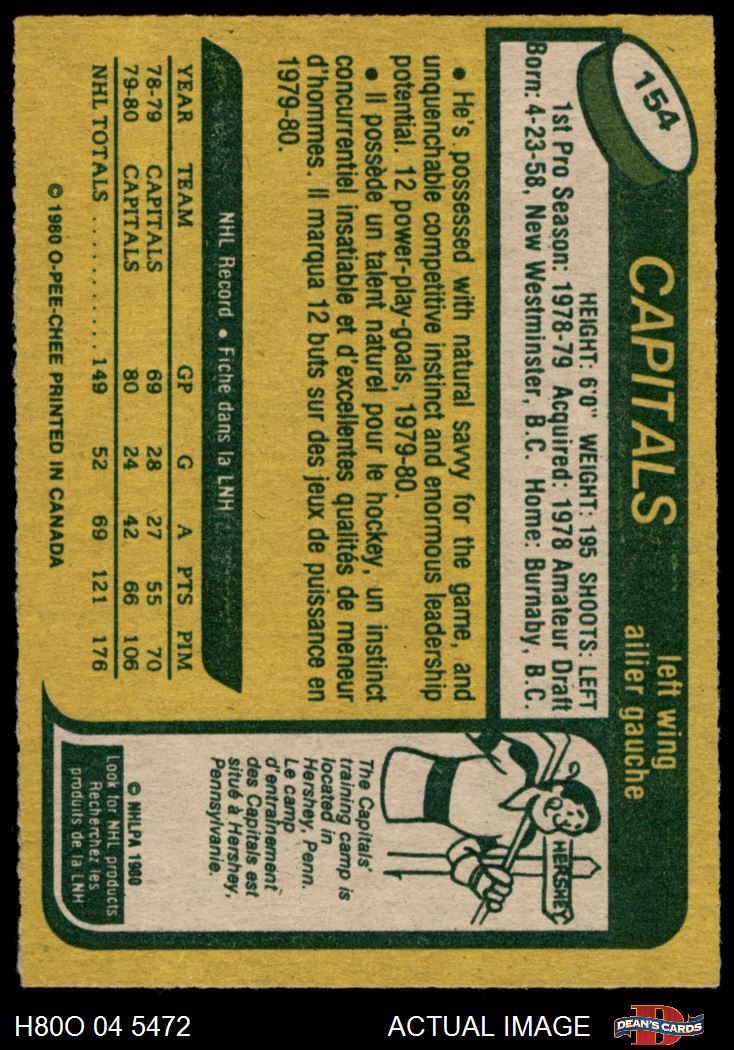 154
CAPITALS
left wing
ailier gauche
HEIGHT: 6'0" WEIGHT: 195 SHOOTS: LEFT
1st Pro Season: 1978-79 Acquired: 1978 Amateur Draft
Born: 4-23-58, New Westminster, B.C. Home: Burnaby, B.C.
• He's possessed with natural savvy for the game, and
unquenchable competitive instinct and enormous leadership
potential. 12 power-play-goals, 1979-80.
• Il possède un talent naturel pour le hockey, un instinct
concurrentiel insatiable et d'excellentes qualités de meneur
d'hommes. Il marqua 12 buts sur des jeux de puissance en
1979-80.
NHL Record • Fiche dans la LNH
YEAR TEAM GP G A PTS PIM
78-79 CAPITALS 69 28 27 55 70
79-80 CAPITALS 80 24 42 66 106
NHL TOTALS .......... 149 52 69 121 176
© 1980 O-PEE-CHEE PRINTED IN CANADA
HERSHEY
The Capitals'
training camp is
located in
Hershey, Penn.
Le camp
d'entraînement
des Capitals est
situé à Hershey,
Pennsylvanie.
© NHLPA 1980
Look for NHL products
Recherchez les
produits de la LNH
H80O 04 5472
ACTUAL IMAGE
D
DEAN'S CARDS